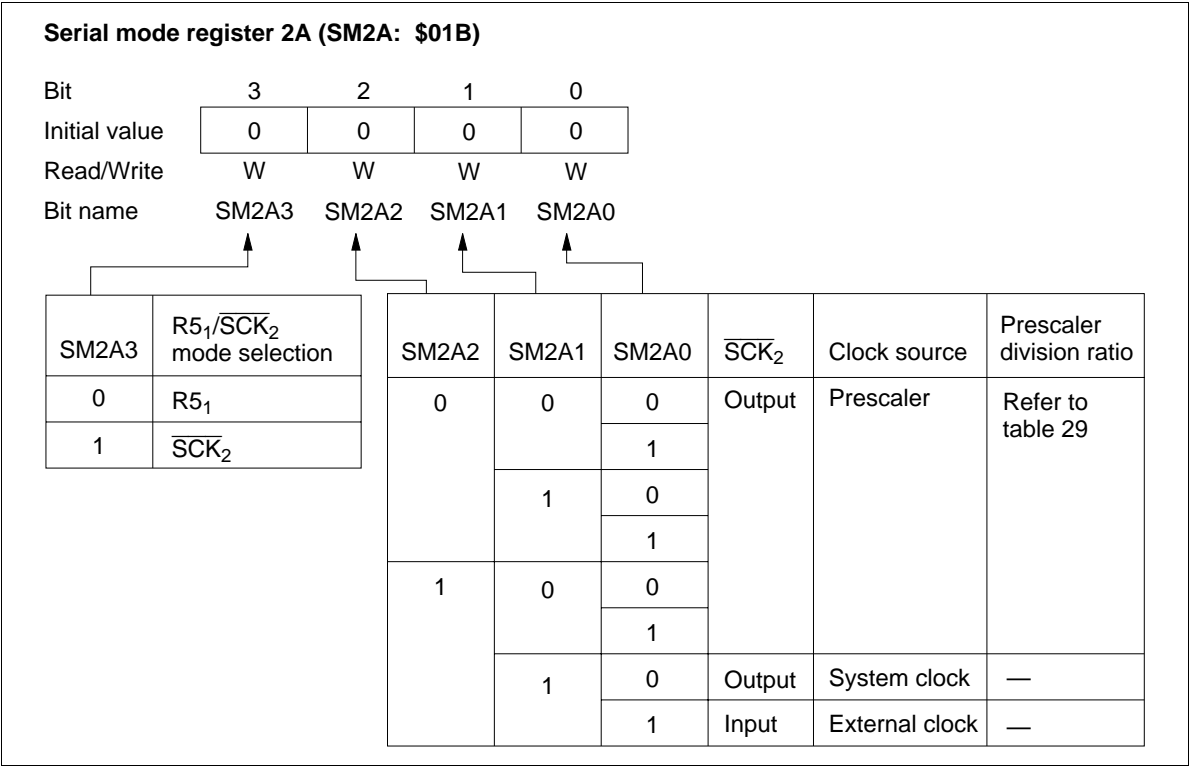 Serial mode register 2A (SM2A: $01B)
Bit 3 2 1 0
Initial value 0 0 0 0
Read/Write W W W W
Bit name SM2A3 SM2A2 SM2A1 SM2A0
SM2A3 R5₁/S̅C̅K̅₂ mode selection
0 R5₁
1 S̅C̅K̅₂
SM2A2 SM2A1 SM2A0 S̅C̅K̅₂ Clock source Prescaler division ratio
0 0 0 Output Prescaler Refer to table 29
1
1 0
1
1 0 0
1
1 0 Output System clock —
1 Input External clock —